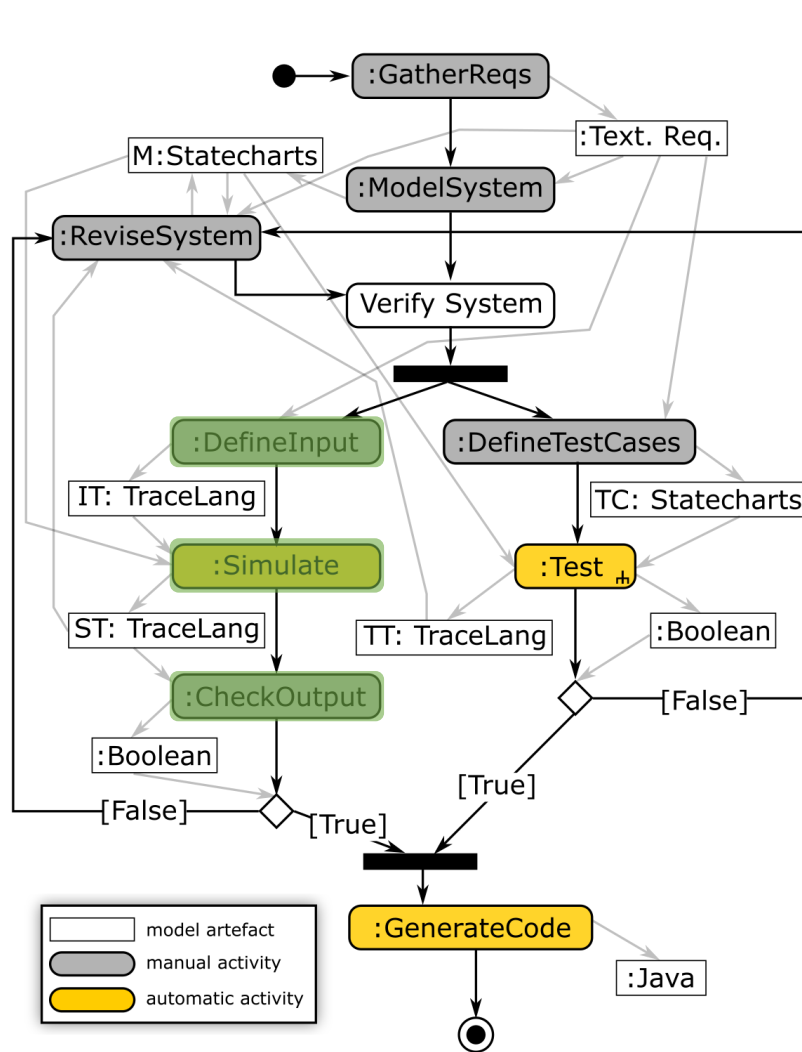 :GatherReqs
:Text. Req.
M:Statecharts
:ModelSystem
:ReviseSystem
Verify System
:DefineInput
:DefineTestCases
IT: TraceLang
TC: Statecharts
:Simulate
:Test
ST: TraceLang
TT: TraceLang
:Boolean
:CheckOutput
[False]
:Boolean
[True]
[False]
[True]
:GenerateCode
model artefact
manual activity
automatic activity
:Java